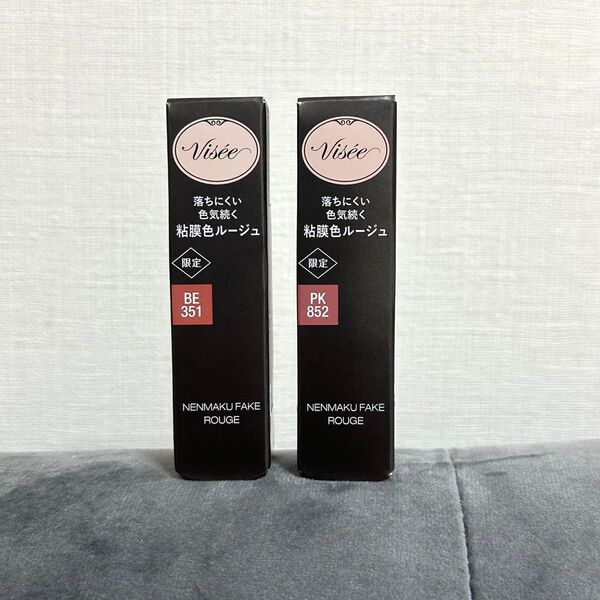 Visée
落ちにくい
色気続く
粘膜色ルージュ
限定
BE
351
NENMAKU FAKE
ROUGE
Visée
落ちにくい
色気続く
粘膜色ルージュ
限定
PK
852
NENMAKU FAKE
ROUGE